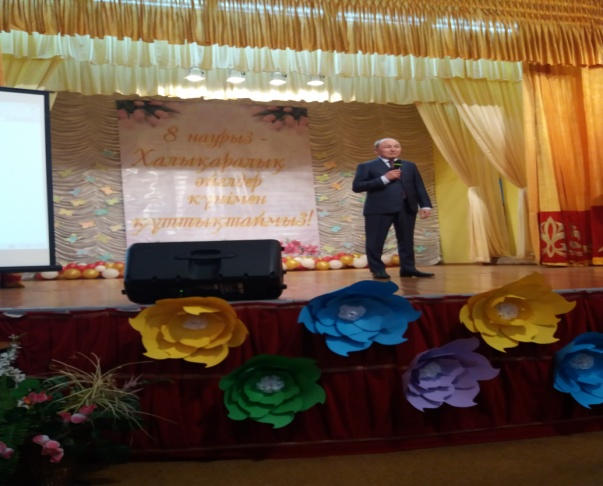 8 наурыз -
Халықаралық
әйелдер
күнімен
құттықтаймыз!